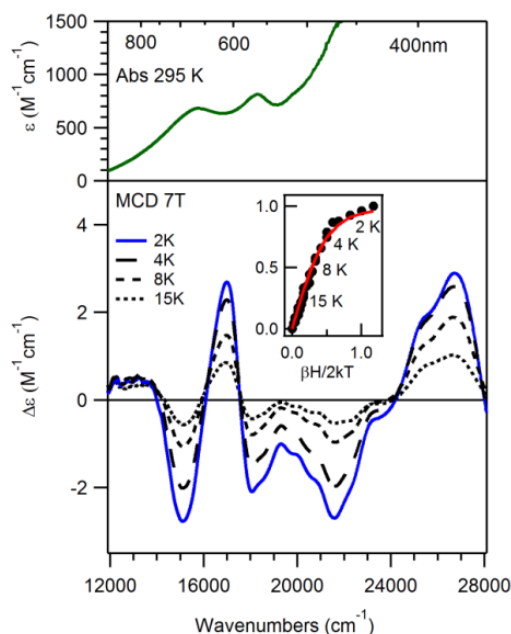 800 600 400nm
1500
1000
500
0
ε (M⁻¹cm⁻¹)
Abs 295 K
MCD 7T
2K
4K
8K
15K
4
2
0
-2
Δε (M⁻¹cm⁻¹)
1.0
0.5
0.0
2 K
4 K
8 K
15 K
0.0 1.0
βH/2kT
12000 16000 20000 24000 28000
Wavenumbers (cm⁻¹)